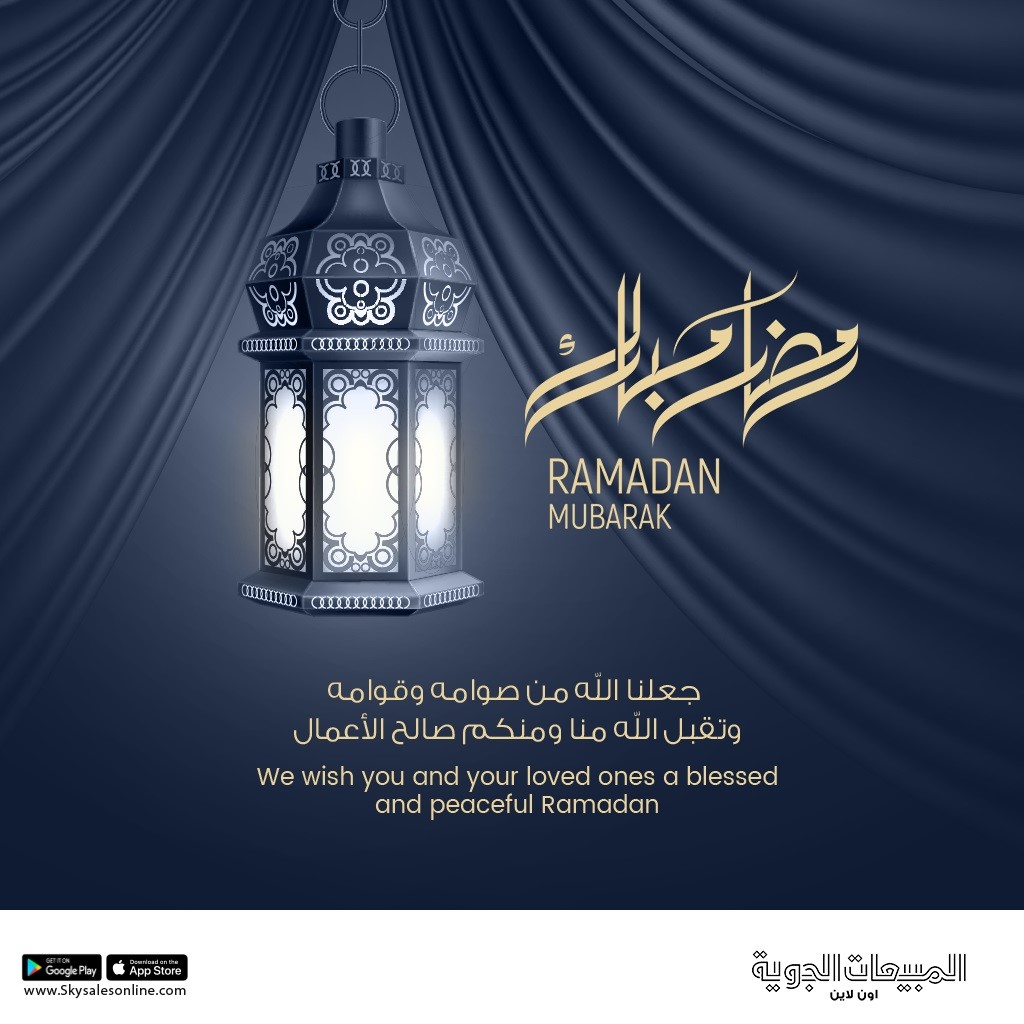 رمضان مبارك
RAMADAN
MUBARAK
جعلنا الله من صوامه وقوامه
وتقبل الله منا ومنكم صالح الأعمال
We wish you and your loved ones a blessed
and peaceful Ramadan
GET IT ON
Google Play
Download on the
App Store
www.Skysalesonline.com
المبيعات الجوية
اون لاين